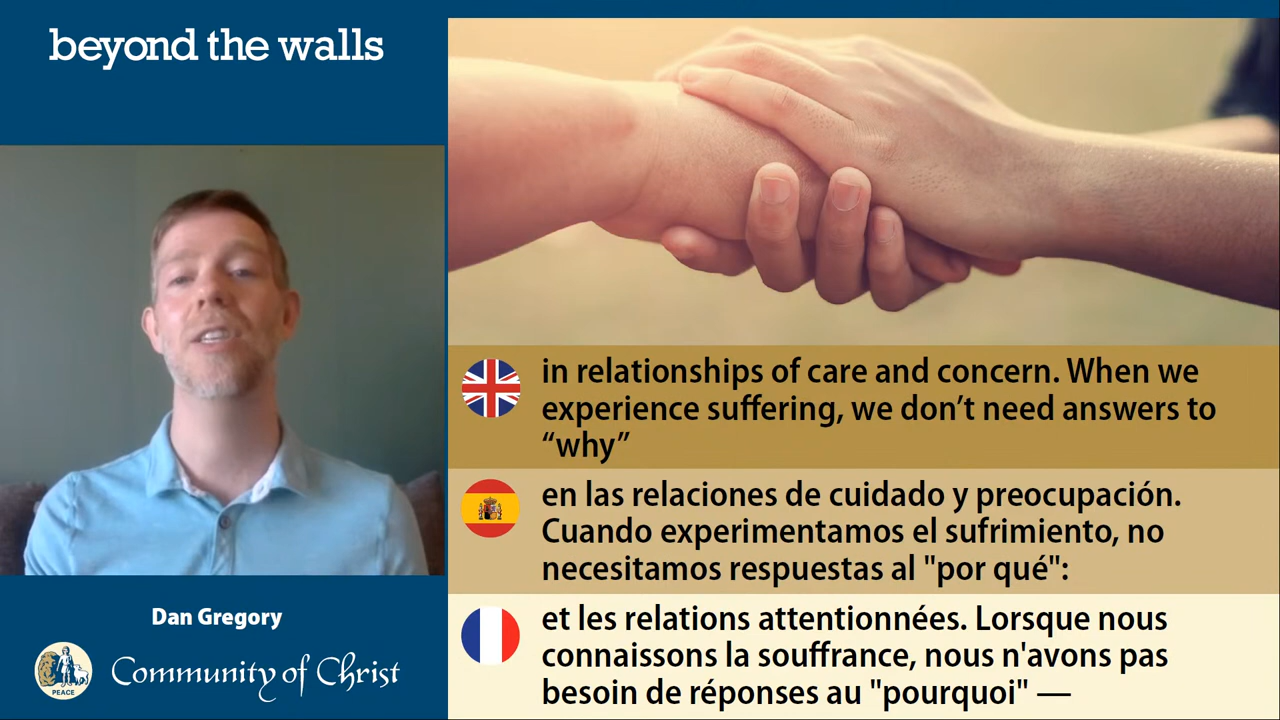 beyond the walls
in relationships of care and concern. When we
experience suffering, we don’t need answers to
“why”
en las relaciones de cuidado y preocupación.
Cuando experimentamos el sufrimiento, no
necesitamos respuestas al "por qué":
et les relations attentionnées. Lorsque nous
connaissons la souffrance, nous n'avons pas
besoin de réponses au "pourquoi" —
Dan Gregory
PEACE
Community of Christ